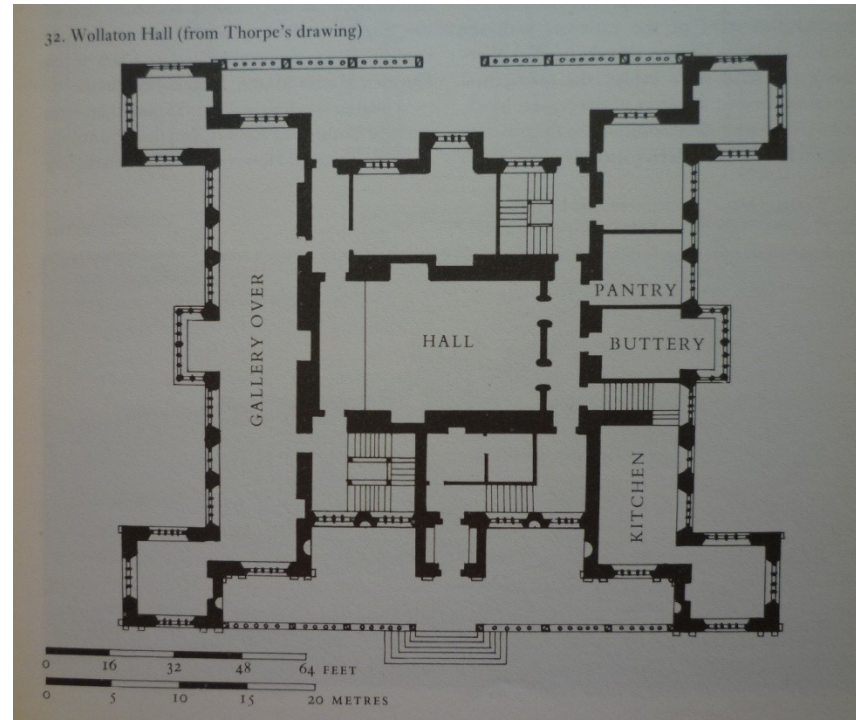 32. Wollaton Hall (from Thorpe's drawing)
GALLERY OVER
HALL
PANTRY
BUTTERY
KITCHEN
0 16 32 48 64 FEET
0 5 10 15 20 METRES